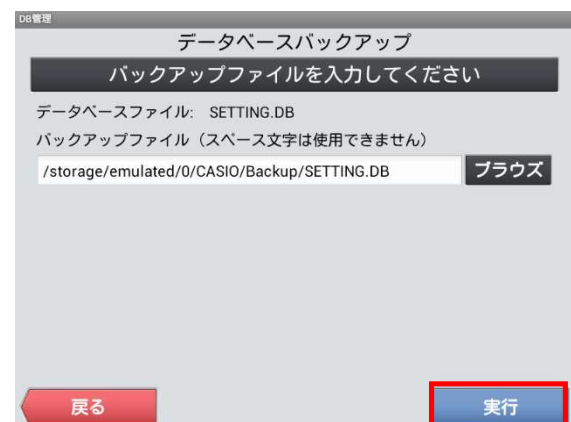 DB管理
データベースバックアップ
バックアップファイルを入力してください
データベースファイル: SETTING.DB
バックアップファイル（スペース文字は使用できません）
/storage/emulated/0/CASIO/Backup/SETTING.DB ブラウズ
戻る 実行